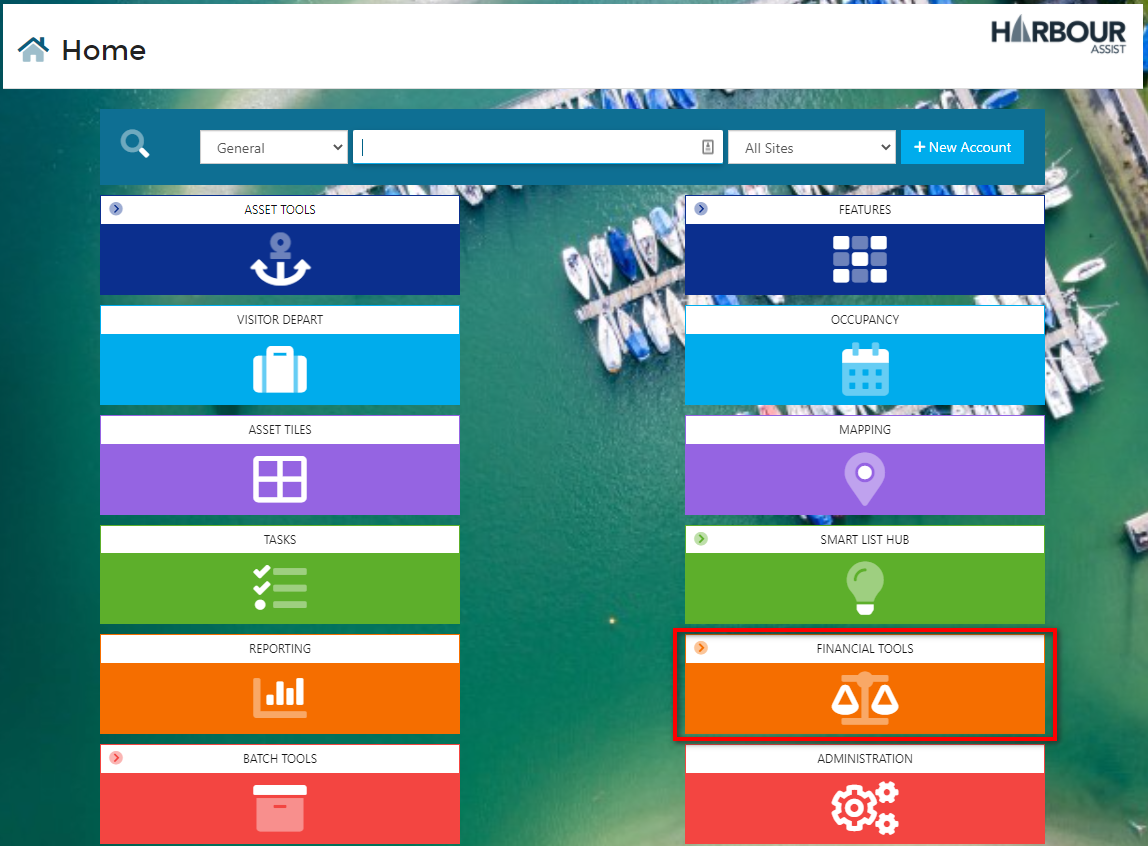 Home
HARBOUR
ASSIST
General
All Sites
+ New Account
ASSET TOOLS
FEATURES
VISITOR DEPART
OCCUPANCY
ASSET TILES
MAPPING
TASKS
SMART LIST HUB
REPORTING
FINANCIAL TOOLS
BATCH TOOLS
ADMINISTRATION